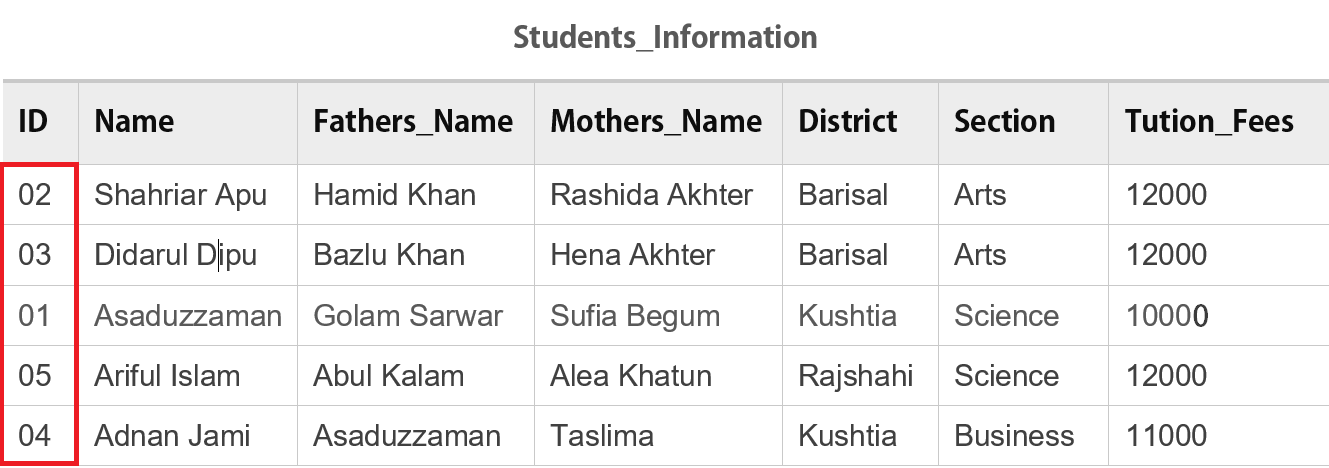 Students_Information
ID Name Fathers_Name Mothers_Name District Section Tution_Fees
02 Shahriar Apu Hamid Khan Rashida Akhter Barisal Arts 12000
03 Didarul Dipu Bazlu Khan Hena Akhter Barisal Arts 12000
01 Asaduzzaman Golam Sarwar Sufia Begum Kushtia Science 10000
05 Ariful Islam Abul Kalam Alea Khatun Rajshahi Science 12000
04 Adnan Jami Asaduzzaman Taslima Kushtia Business 11000